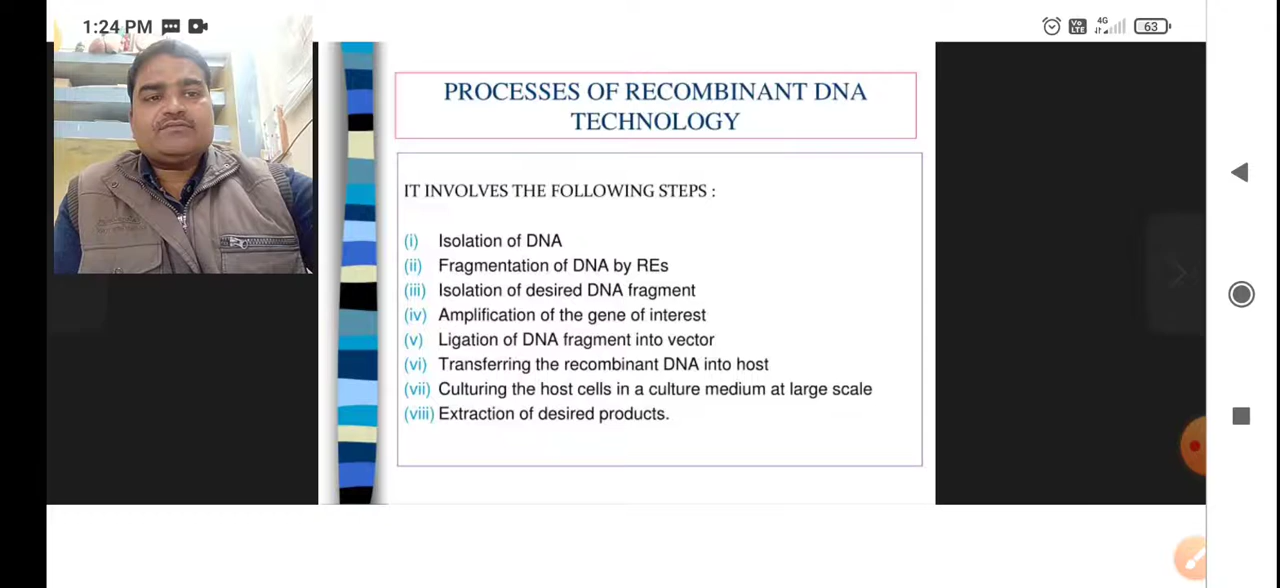 1:24 PM
Vo LTE
4G
63
PROCESSES OF RECOMBINANT DNA
TECHNOLOGY
IT INVOLVES THE FOLLOWING STEPS :
(i) Isolation of DNA
(ii) Fragmentation of DNA by REs
(iii) Isolation of desired DNA fragment
(iv) Amplification of the gene of interest
(v) Ligation of DNA fragment into vector
(vi) Transferring the recombinant DNA into host
(vii) Culturing the host cells in a culture medium at large scale
(viii) Extraction of desired products.